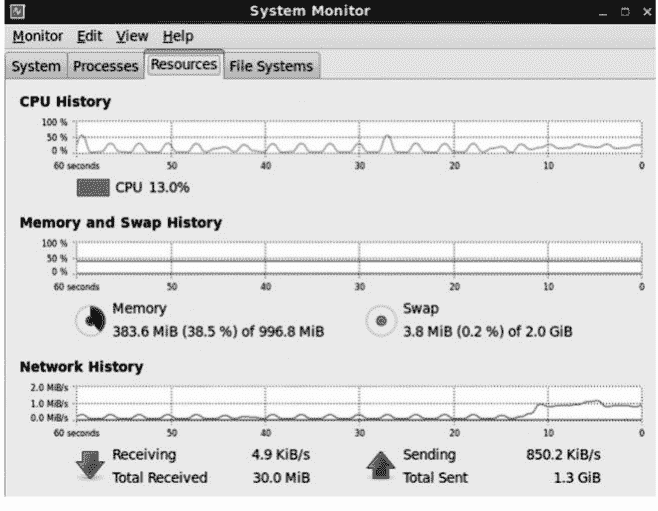 System Monitor
Monitor Edit View Help
System Processes Resources File Systems
CPU History
100 %
50 %
0 %
60 seconds 50 40 30 20 10 0
CPU 13.0%
Memory and Swap History
100 %
50 %
0 %
60 seconds 50 40 30 20 10 0
Memory Swap
383.6 MiB (38.5 %) of 996.8 MiB 3.8 MiB (0.2 %) of 2.0 GiB
Network History
2.0 MiB/s
1.0 MiB/s
0.0 MiB/s
60 seconds 50 40 30 20 10 0
Receiving 4.9 KiB/s Sending 850.2 KiB/s
Total Received 30.0 MiB Total Sent 1.3 GiB